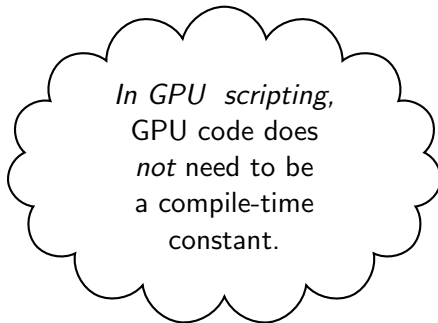 In GPU scripting,
GPU code does
not need to be
a compile-time
constant.